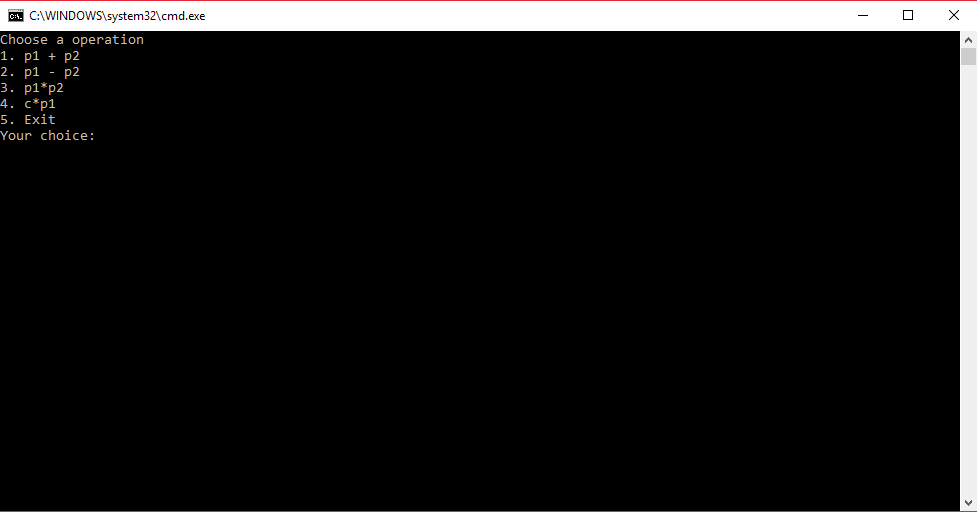 C:\WINDOWS\system32\cmd.exe
Choose a operation
1. p1 + p2
2. p1 - p2
3. p1*p2
4. c*p1
5. Exit
Your choice: